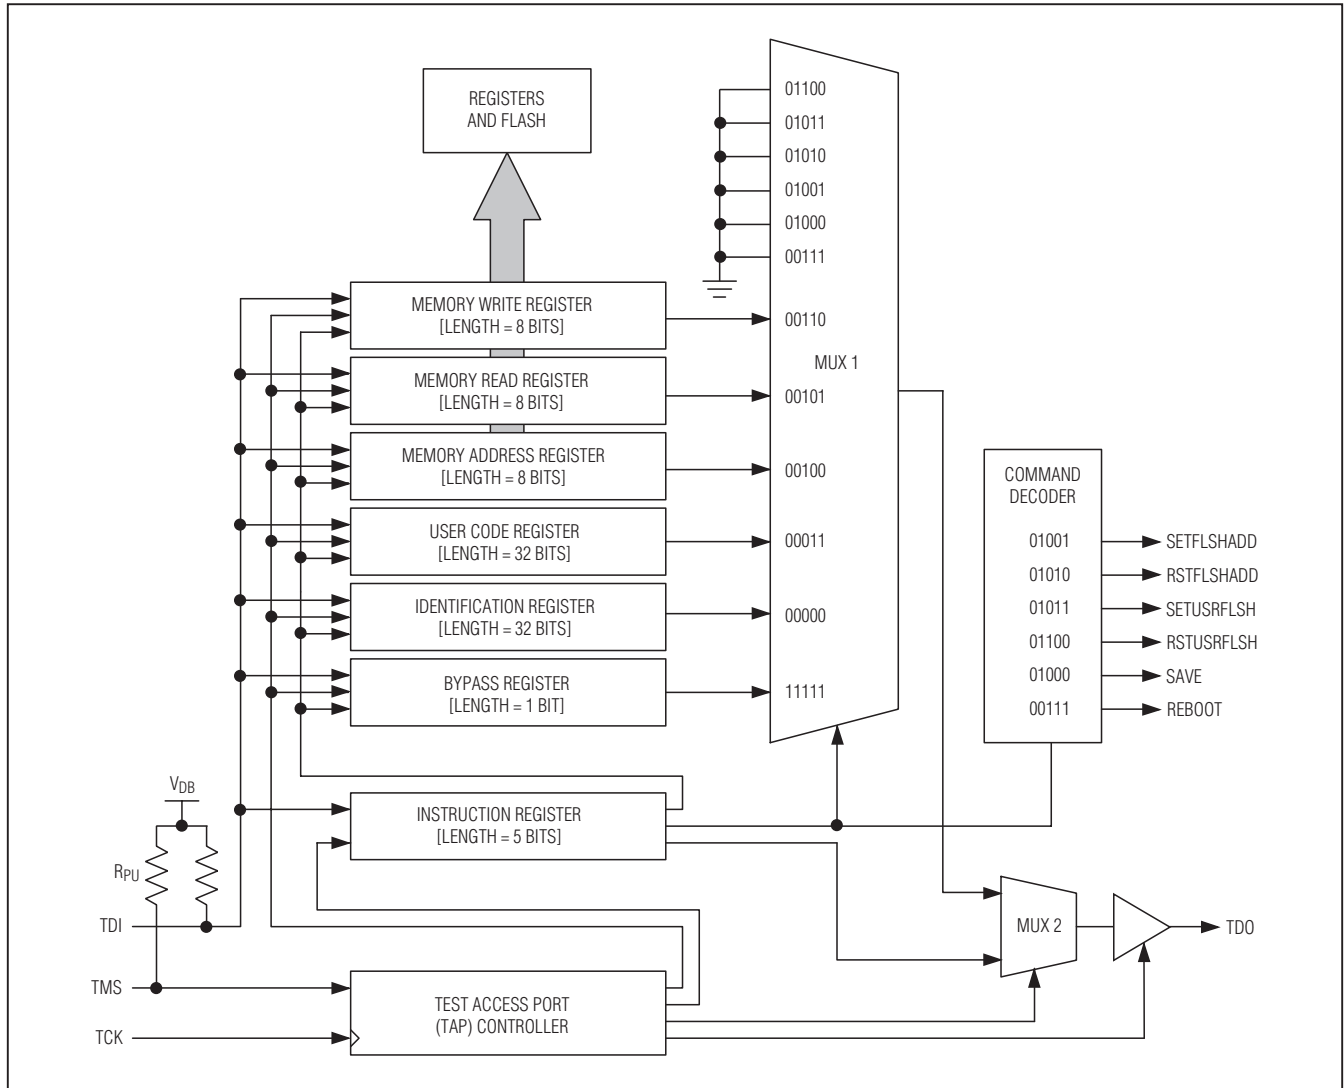 REGISTERS
AND FLASH
01100
01011
01010
01001
01000
00111
MEMORY WRITE REGISTER
[LENGTH = 8 BITS]
00110
MUX 1
MEMORY READ REGISTER
[LENGTH = 8 BITS]
00101
MEMORY ADDRESS REGISTER
[LENGTH = 8 BITS]
00100
USER CODE REGISTER
[LENGTH = 32 BITS]
00011
IDENTIFICATION REGISTER
[LENGTH = 32 BITS]
00000
BYPASS REGISTER
[LENGTH = 1 BIT]
11111
COMMAND
DECODER
01001 SETFLSHADD
01010 RSTFLSHADD
01011 SETUSRFLSH
01100 RSTUSRFLSH
01000 SAVE
00111 REBOOT
VDB
INSTRUCTION REGISTER
[LENGTH = 5 BITS]
RPU
TDI
MUX 2
TDO
TMS
TEST ACCESS PORT
(TAP) CONTROLLER
TCK